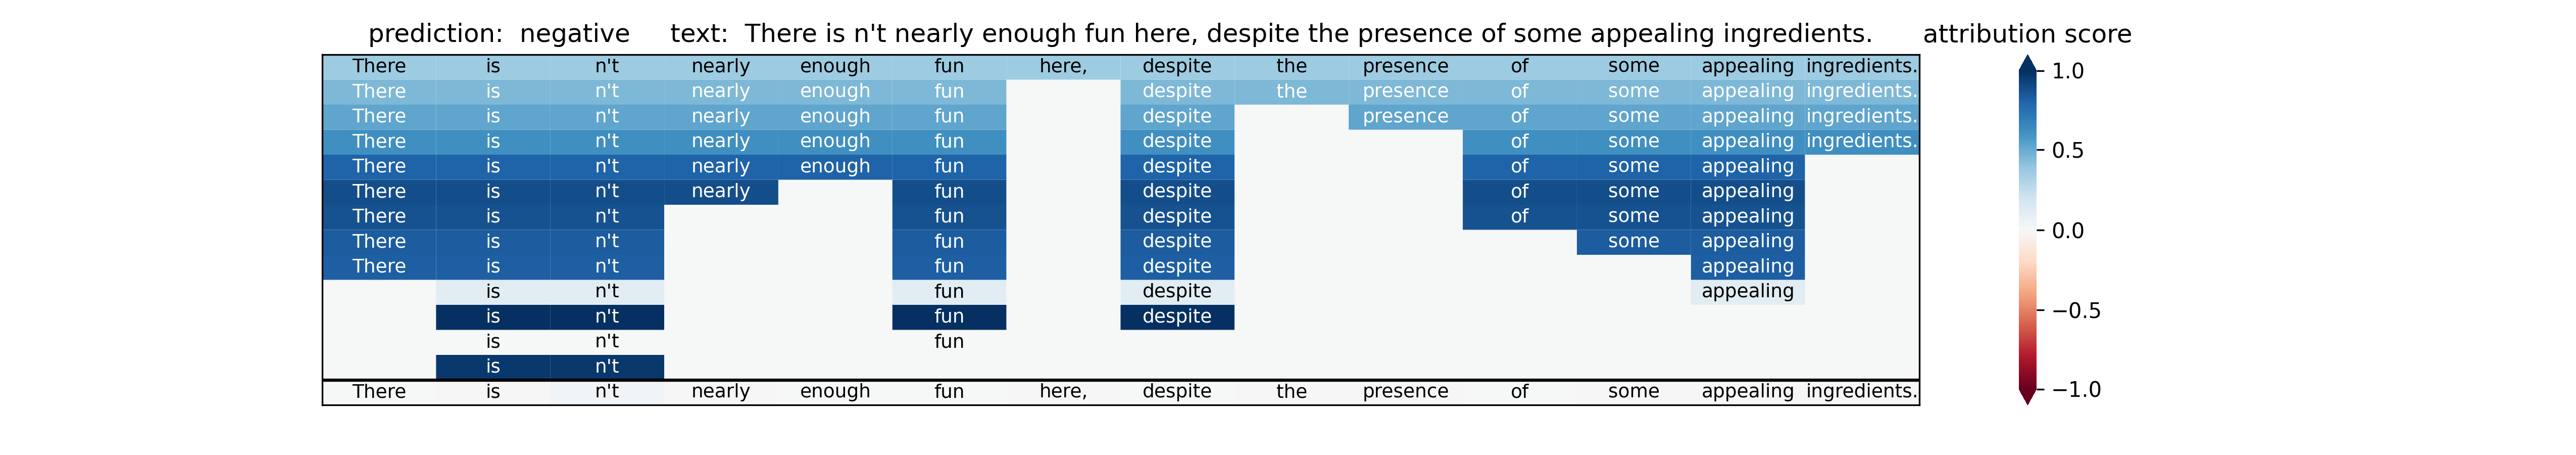 prediction: negative text: There is n't nearly enough fun here, despite the presence of some appealing ingredients. attribution score
There is n't nearly enough fun here, despite the presence of some appealing ingredients.
There is n't nearly enough fun despite the presence of some appealing ingredients.
There is n't nearly enough fun despite presence of some appealing ingredients.
There is n't nearly enough fun despite of some appealing ingredients.
There is n't nearly enough fun despite of some appealing
There is n't nearly fun despite of some appealing
There is n't fun despite of some appealing
There is n't fun despite some appealing
There is n't fun despite appealing
is n't fun despite appealing
is n't fun despite
is n't fun
is n't
There is n't nearly enough fun here, despite the presence of some appealing ingredients.
1.0
0.5
0.0
−0.5
−1.0